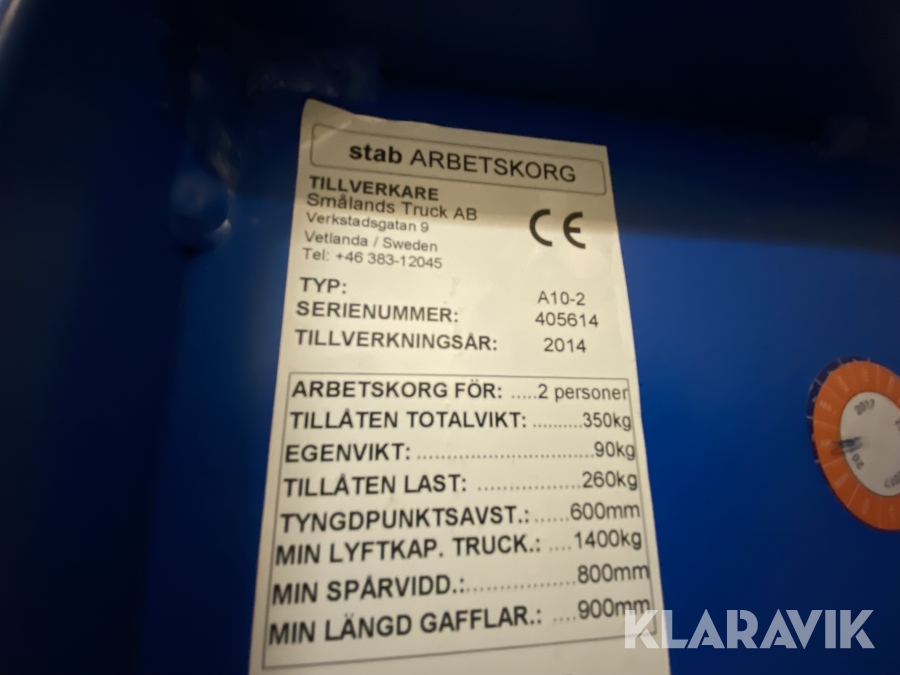 stab ARBETSKORG
TILLVERKARE
Smålands Truck AB
Verkstadsgatan 9
Vetlanda / Sweden
Tel: +46 383-12045
CE
TYP: A10-2
SERIENUMMER: 405614
TILLVERKNINGSÅR: 2014
ARBETSKORG FÖR: .....2 personer
TILLÅTEN TOTALVIKT: ..........350kg
EGENVIKT:.................................90kg
TILLÅTEN LAST: ....................260kg
TYNGDPUNKTSAVST.:......600mm
MIN LYFTKAP. TRUCK.: ....1400kg
MIN SPÅRVIDD.:....................800mm
MIN LÄNGD GAFFLAR.: ....900mm
2017
KLARAVIK